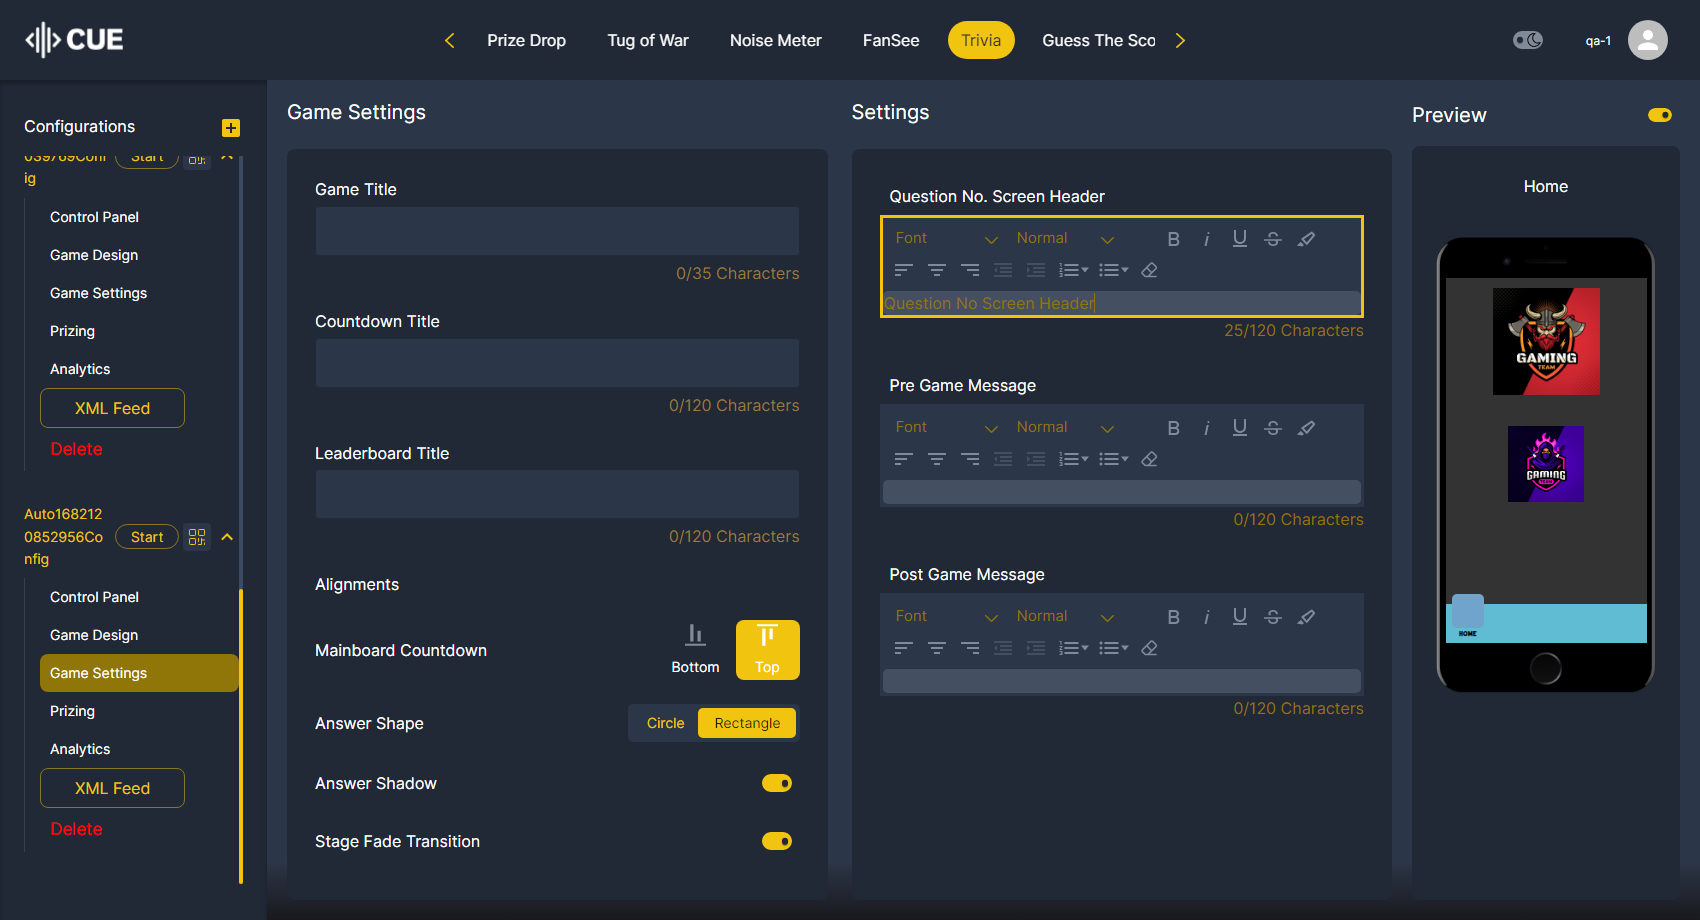 CUE
Prize Drop
Tug of War
Noise Meter
FanSee
Trivia
Guess The Sco
qa-1
Configurations
039769Conf
ig
Start
Control Panel
Game Design
Game Settings
Prizing
Analytics
XML Feed
Delete
Auto168212
0852956Co
nfig
Start
Control Panel
Game Design
Game Settings
Prizing
Analytics
XML Feed
Delete
Game Settings
Game Title
0/35 Characters
Countdown Title
0/120 Characters
Leaderboard Title
0/120 Characters
Alignments
Mainboard Countdown
Bottom
Top
Answer Shape
Circle
Rectangle
Answer Shadow
Stage Fade Transition
Settings
Question No. Screen Header
Font
Normal
B i U S
Question No Screen Header
25/120 Characters
Pre Game Message
Font
Normal
B i U S
0/120 Characters
Post Game Message
Font
Normal
B i U S
0/120 Characters
Preview
Home
GAMING
TEAM
GAMING
HOME